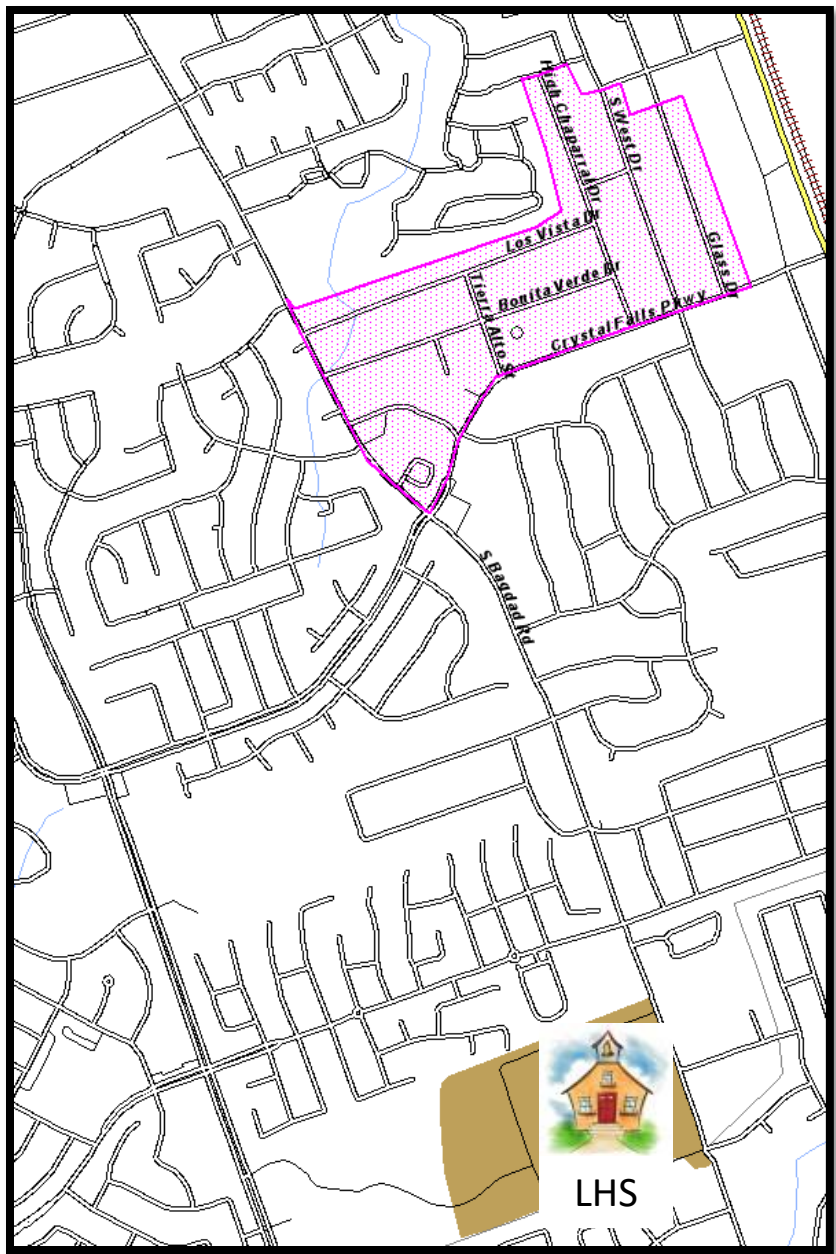 High Chaparral Dr
S West Dr
Los Vista Dr
Glass Dr
Bonita Verde Dr
Tierra Alto St
Crystal Falls Pkwy
S Bagdad Rd
LHS